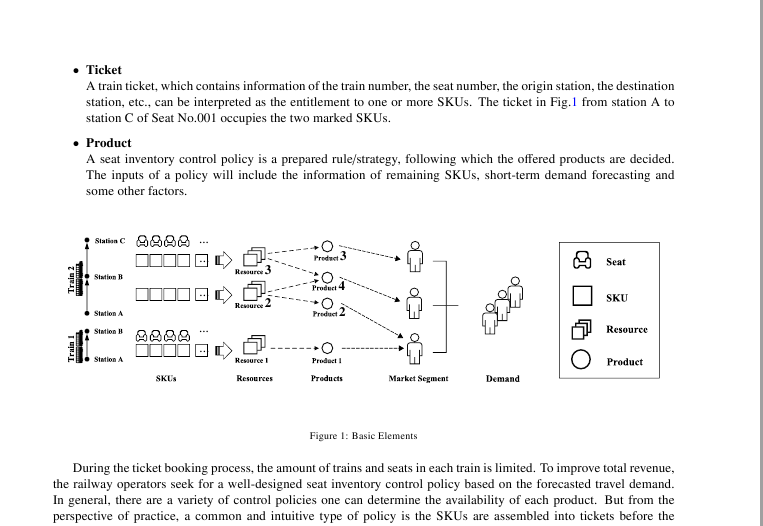 • Ticket
A train ticket, which contains information of the train number, the seat number, the origin station, the destination
station, etc., can be interpreted as the entitlement to one or more SKUs. The ticket in Fig.1 from station A to
station C of Seat No.001 occupies the two marked SKUs.
• Product
A seat inventory control policy is a prepared rule/strategy, following which the offered products are decided.
The inputs of a policy will include the information of remaining SKUs, short-term demand forecasting and
some other factors.
Train 2
Station C
Station B
Station A
Train 1
Station B
Station A
...
...
Resource 3
Resource 2
Resource 1
Product 3
Product 4
Product 2
Product 1
SKUs
Resources
Products
Market Segment
Demand
Seat
SKU
Resource
Product
Figure 1: Basic Elements
During the ticket booking process, the amount of trains and seats in each train is limited. To improve total revenue,
the railway operators seek for a well-designed seat inventory control policy based on the forecasted travel demand.
In general, there are a variety of control policies one can determine the availability of each product. But from the
perspective of practice, a common and intuitive type of policy is the SKUs are assembled into tickets before the